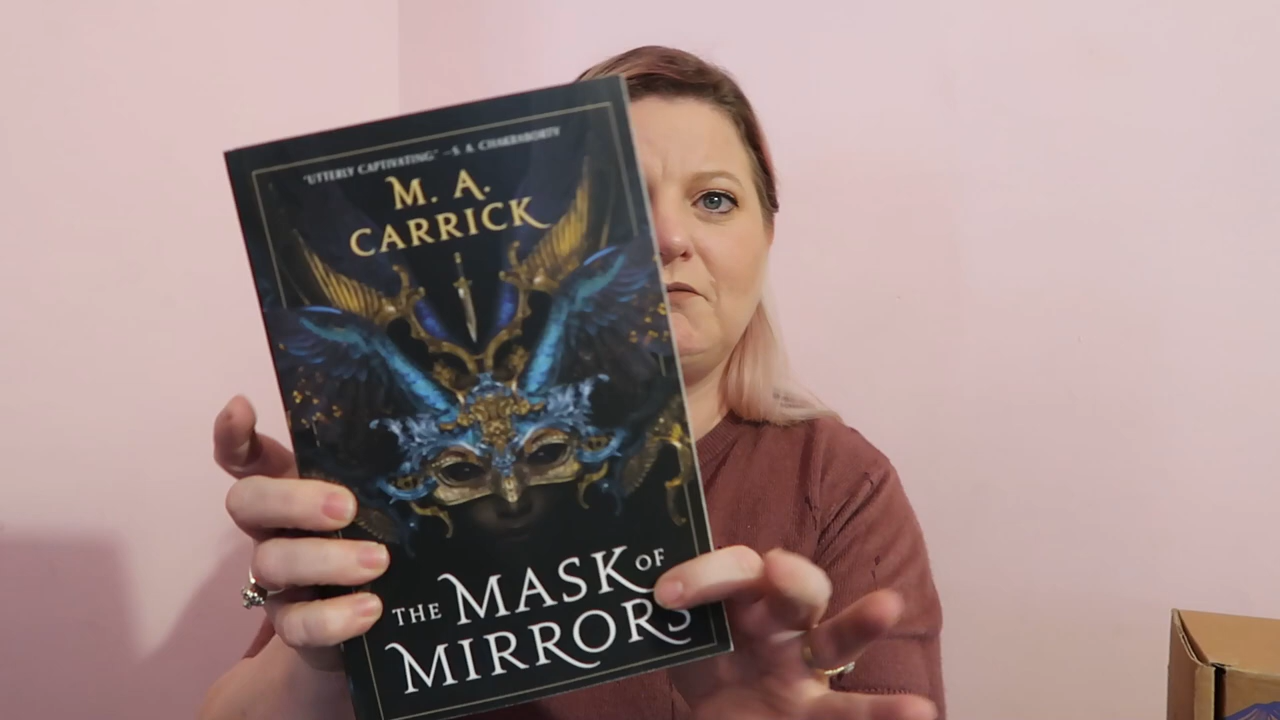 "UTTERLY CAPTIVATING." —S. A. CHAKRABORTY
M. A.
CARRICK
THE MASK OF
MIRRORS